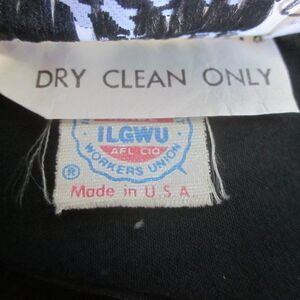 DRY CLEAN ONLY
ILGWU
AFL CIO
WORKERS UNION
®
Made in U.S.A.